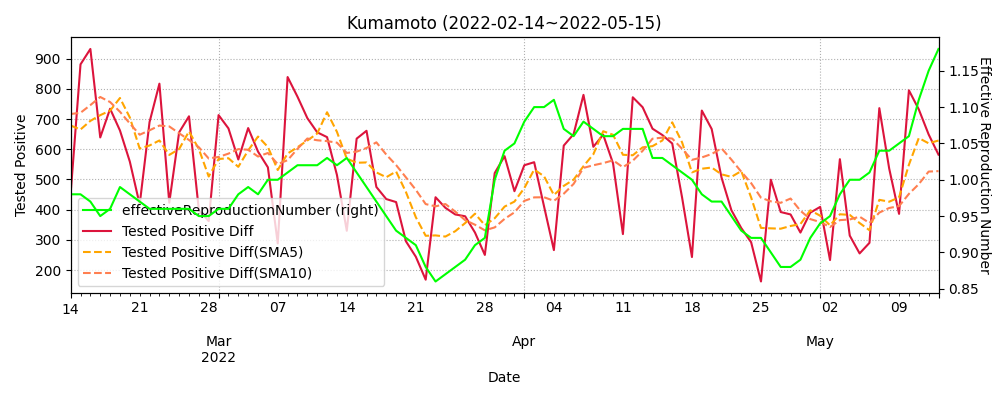 Kumamoto (2022-02-14~2022-05-15)
Tested Positive
900
800
700
600
500
400
300
200
1.15
1.10
1.05
1.00
0.95
0.90
0.85
Effective Reproduction Number
effectiveReproductionNumber (right)
Tested Positive Diff
Tested Positive Diff(SMA5)
Tested Positive Diff(SMA10)
14 21 28 07 14 21 28 04 11 18 25 02 09
Mar Apr May
2022
Date